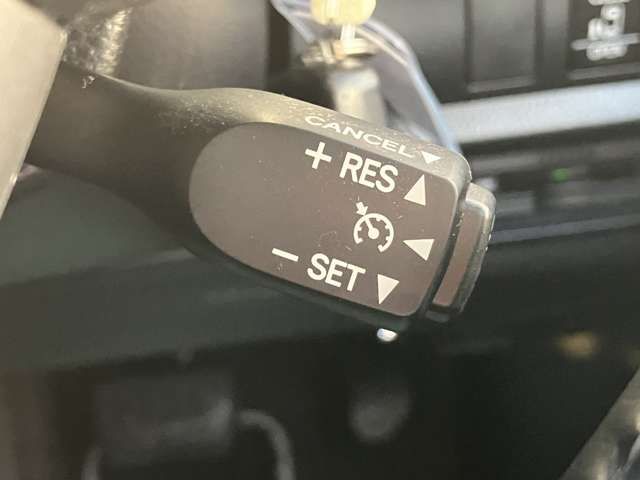 CANCEL▼
+ RES ▲
◀
− SET ▼